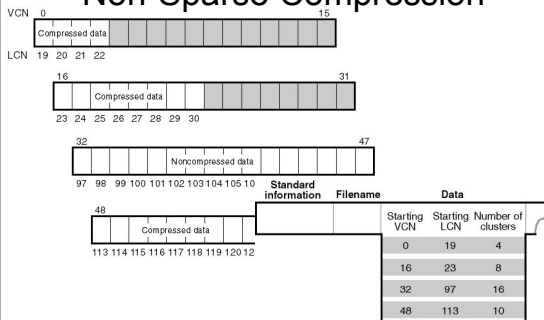 Non-Sparse Compression
VCN 0 15
Compressed data
LCN 19 20 21 22
16 31
Compressed data
23 24 25 26 27 28 29 30
32 47
Noncompressed data
97 98 99 100 101 102 103 104 105 10
48
Compressed data
113 114 115 116 117 118 119 120 12
Standard information Filename Data
Starting VCN Starting LCN Number of clusters
0 19 4
16 23 8
32 97 16
48 113 10